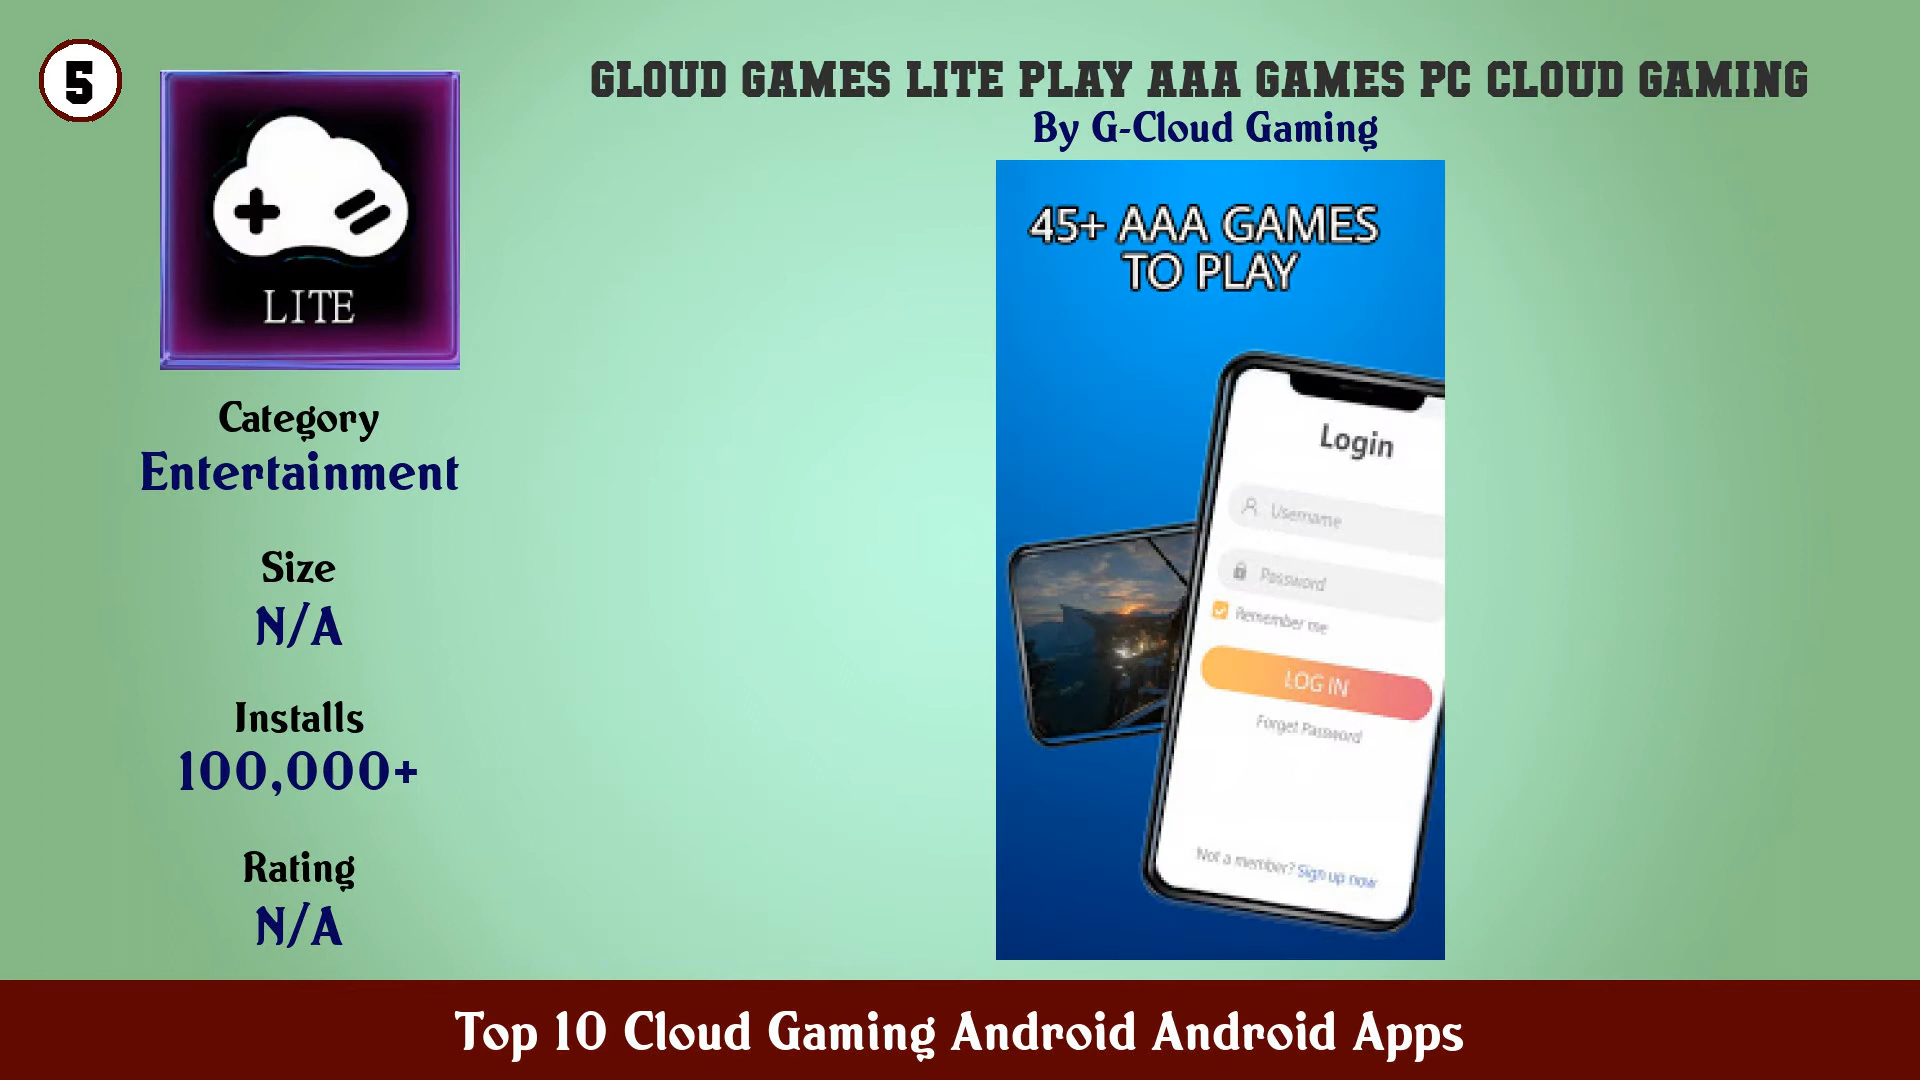 5
GLOUD GAMES LITE PLAY AAA GAMES PC CLOUD GAMING
By G-Cloud Gaming
LITE
Category
Entertainment
Size
N/A
Installs
100,000+
Rating
N/A
45+ AAA GAMES
TO PLAY
Login
Username
Password
Remember me
LOG IN
Forget Password
Not a member? Sign up now
Top 10 Cloud Gaming Android Android Apps